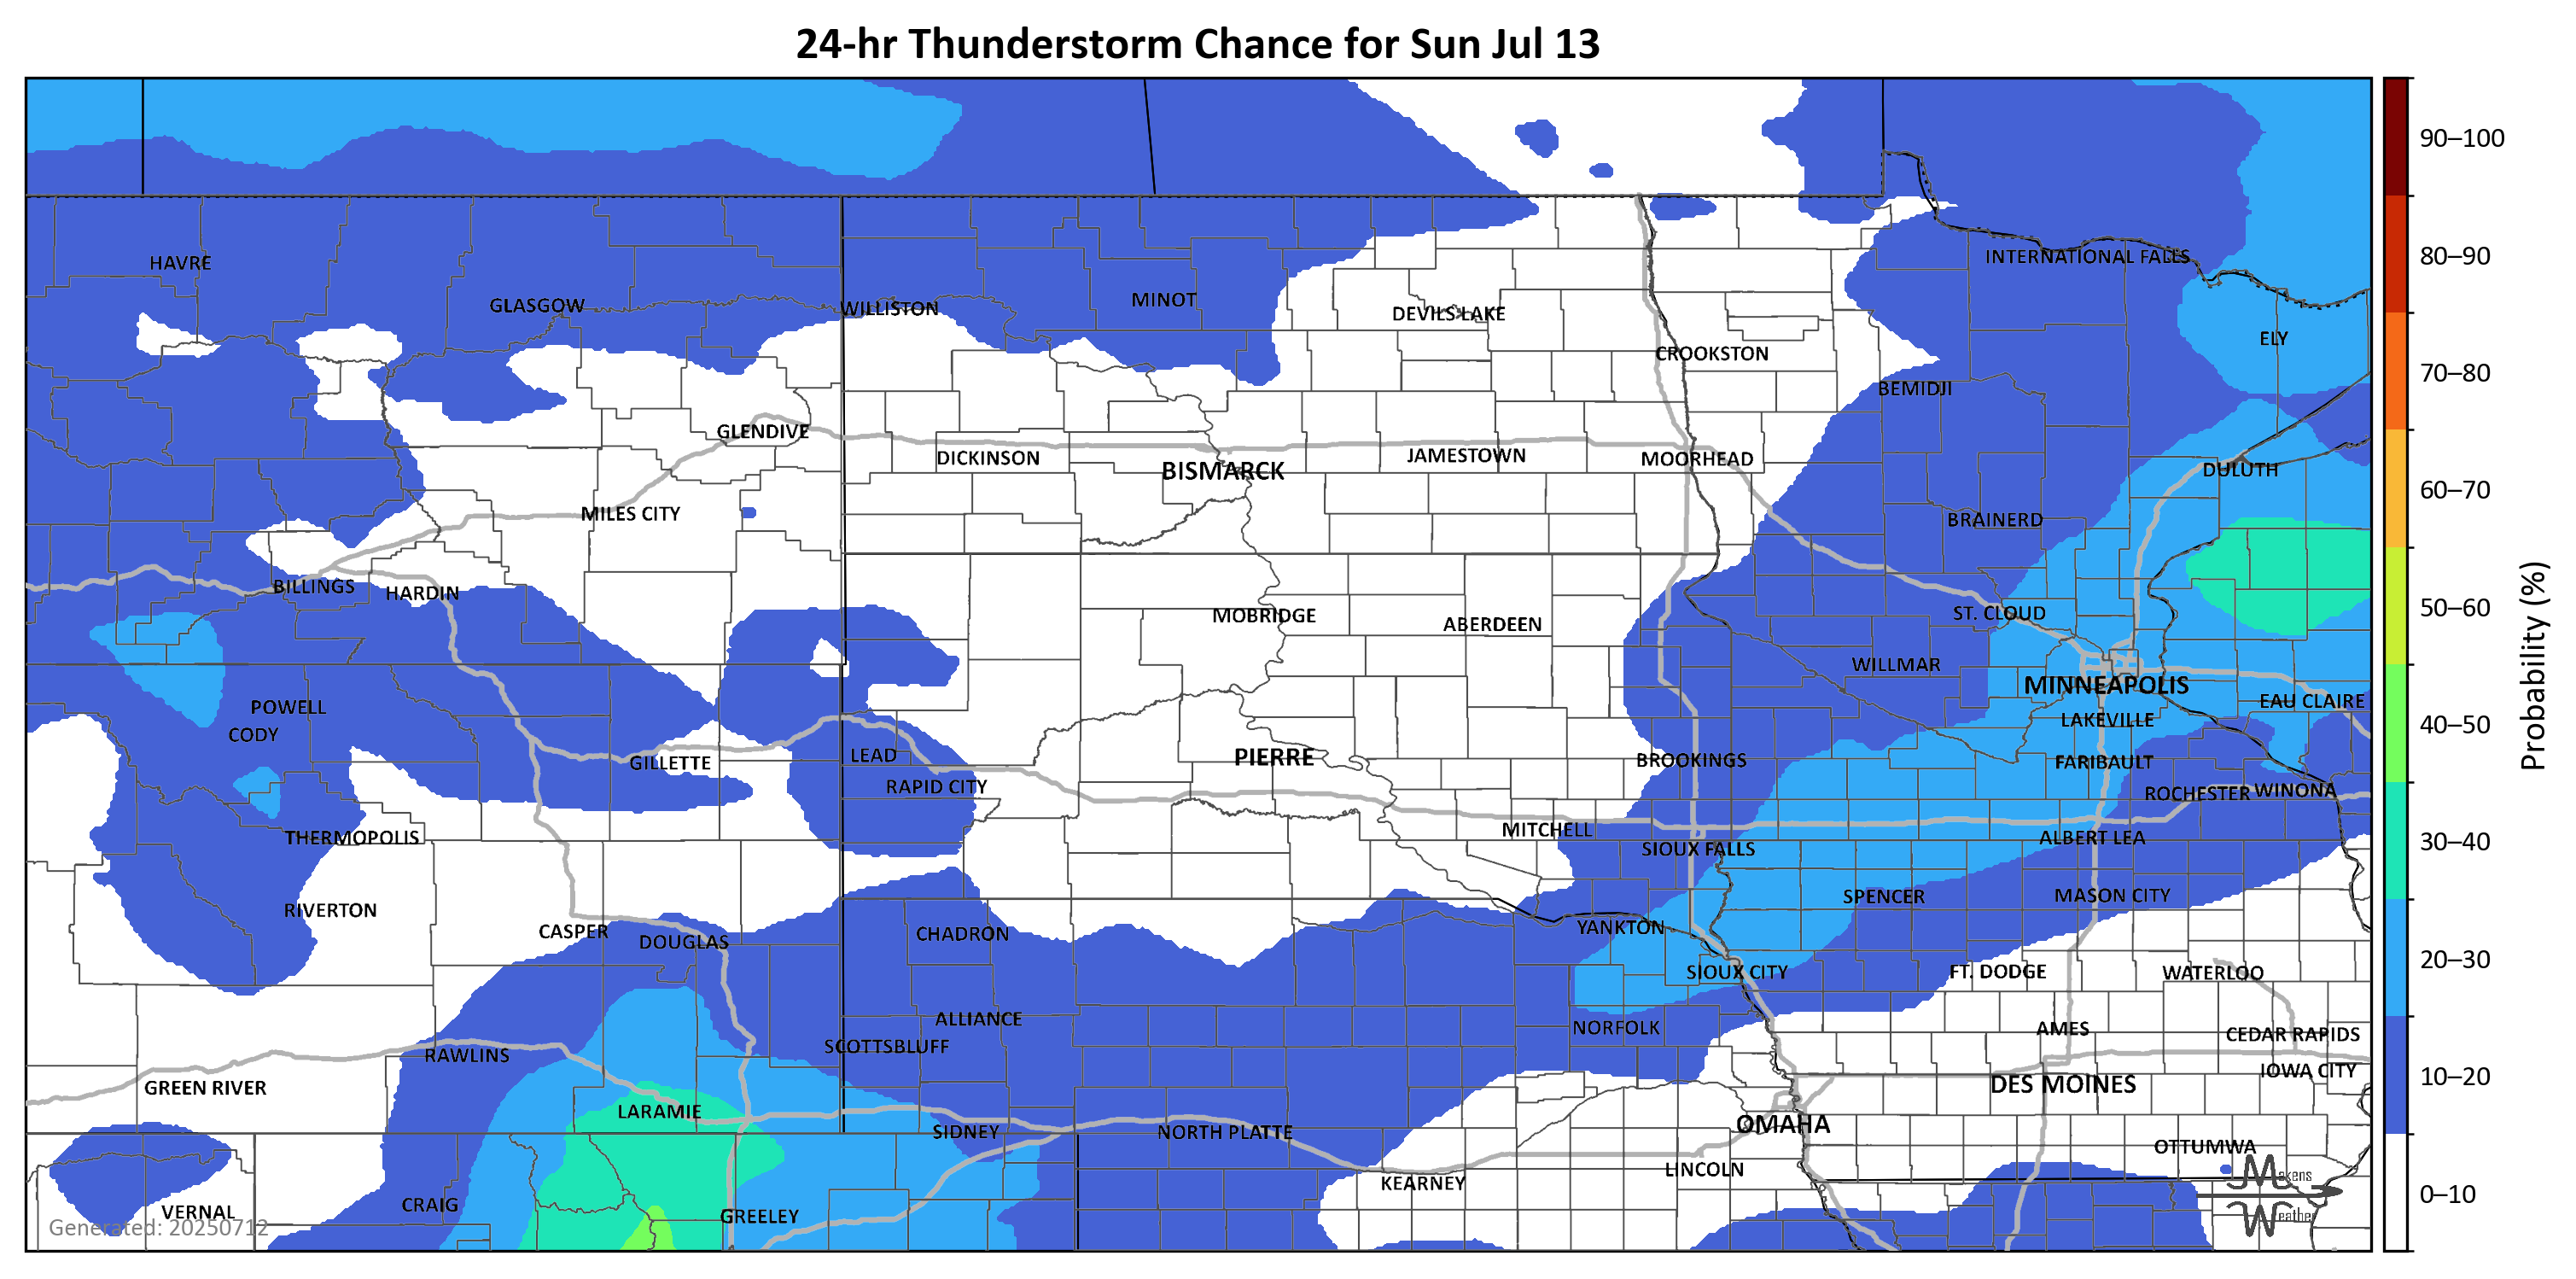 24-hr Thunderstorm Chance for Sun Jul 13
90–100
80–90
70–80
60–70
50–60
40–50
30–40
20–30
10–20
0–10
Probability (%)
HAVRE
GLASGOW
WILLISTON
MINOT
DEVILS LAKE
INTERNATIONAL FALLS
ELY
CROOKSTON
BEMIDJI
GLENDIVE
DICKINSON
BISMARCK
JAMESTOWN
MOORHEAD
DULUTH
MILES CITY
BRAINERD
BILLINGS
HARDIN
MOBRIDGE
ABERDEEN
ST. CLOUD
WILLMAR
MINNEAPOLIS
EAU CLAIRE
POWELL
CODY
LAKEVILLE
GILLETTE
LEAD
PIERRE
BROOKINGS
FARIBAULT
RAPID CITY
ROCHESTER
WINONA
THERMOPOLIS
MITCHELL
SIOUX FALLS
ALBERT LEA
RIVERTON
SPENCER
MASON CITY
CASPER
DOUGLAS
CHADRON
YANKTON
SIOUX CITY
FT. DODGE
WATERLOO
ALLIANCE
NORFOLK
AMES
CEDAR RAPIDS
RAWLINS
SCOTTSBLUFF
IOWA CITY
GREEN RIVER
DES MOINES
LARAMIE
SIDNEY
NORTH PLATTE
OMAHA
OTTUMWA
LINCOLN
KEARNEY
VERNAL
CRAIG
GREELEY
Generated: 20250712
Makens
Weather